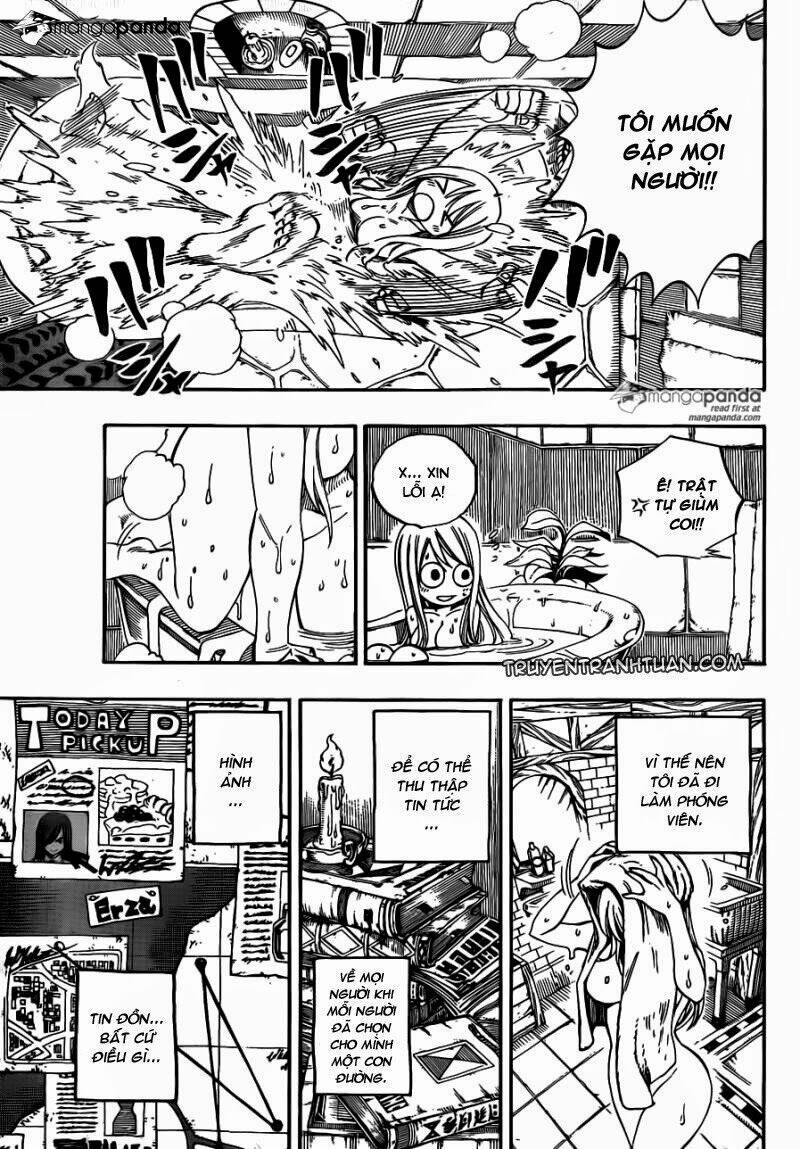 mangapanda
TÔI MUỐN
GẶP MỌI
NGƯỜI!!
mangapanda
read first at
mangapanda.com
Ê! TRẬT
TỰ GIÙM
COI!!
X... XIN
LỖI Ạ!
TRUYENTRANHTUAN.COM
VÌ THẾ NÊN
TÔI ĐÃ ĐI
LÀM PHÓNG
VIÊN.
ĐỂ CÓ THỂ
THU THẬP
TIN TỨC
...
VỀ MỌI
NGƯỜI KHI
MỖI NGƯỜI
ĐÃ CHỌN
CHO MÌNH
MỘT CON
ĐƯỜNG.
HÌNH
ẢNH
...
TODAY
PICKUP
Erza
TIN ĐỒN...
BẤT CỨ
ĐIỀU GÌ...